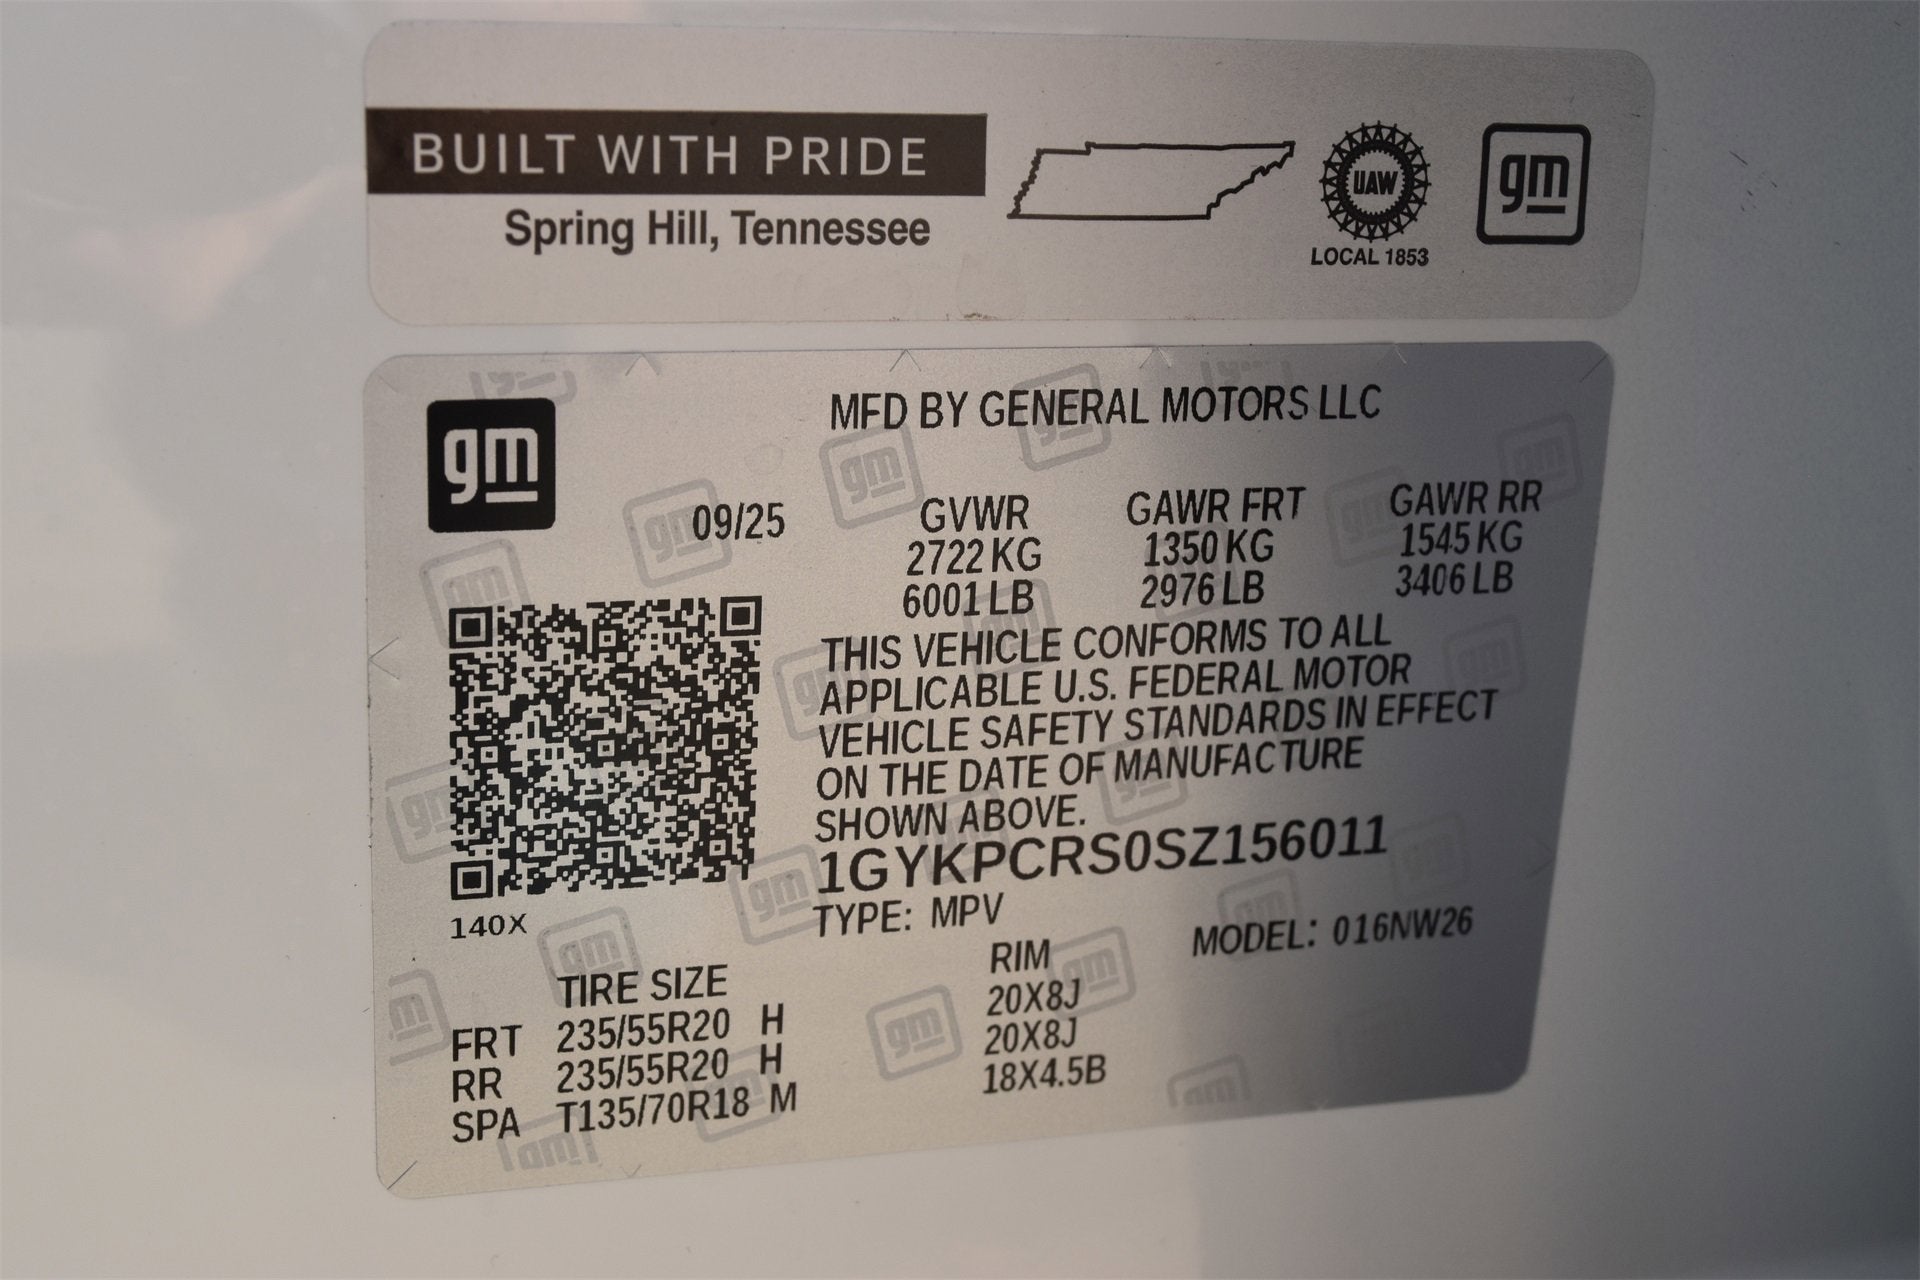 BUILT WITH PRIDE
Spring Hill, Tennessee
UAW
LOCAL 1853
gm
gm
MFD BY GENERAL MOTORS LLC
09/25
GVWR GAWR FRT GAWR RR
2722 KG 1350 KG 1545 KG
6001 LB 2976 LB 3406 LB
THIS VEHICLE CONFORMS TO ALL
APPLICABLE U.S. FEDERAL MOTOR
VEHICLE SAFETY STANDARDS IN EFFECT
ON THE DATE OF MANUFACTURE
SHOWN ABOVE.
1GYKPCRS0SZ156011
140X
TYPE: MPV MODEL: 016NW26
TIRE SIZE RIM
FRT 235/55R20 H 20X8J
RR 235/55R20 H 20X8J
SPA T135/70R18 M 18X4.5B